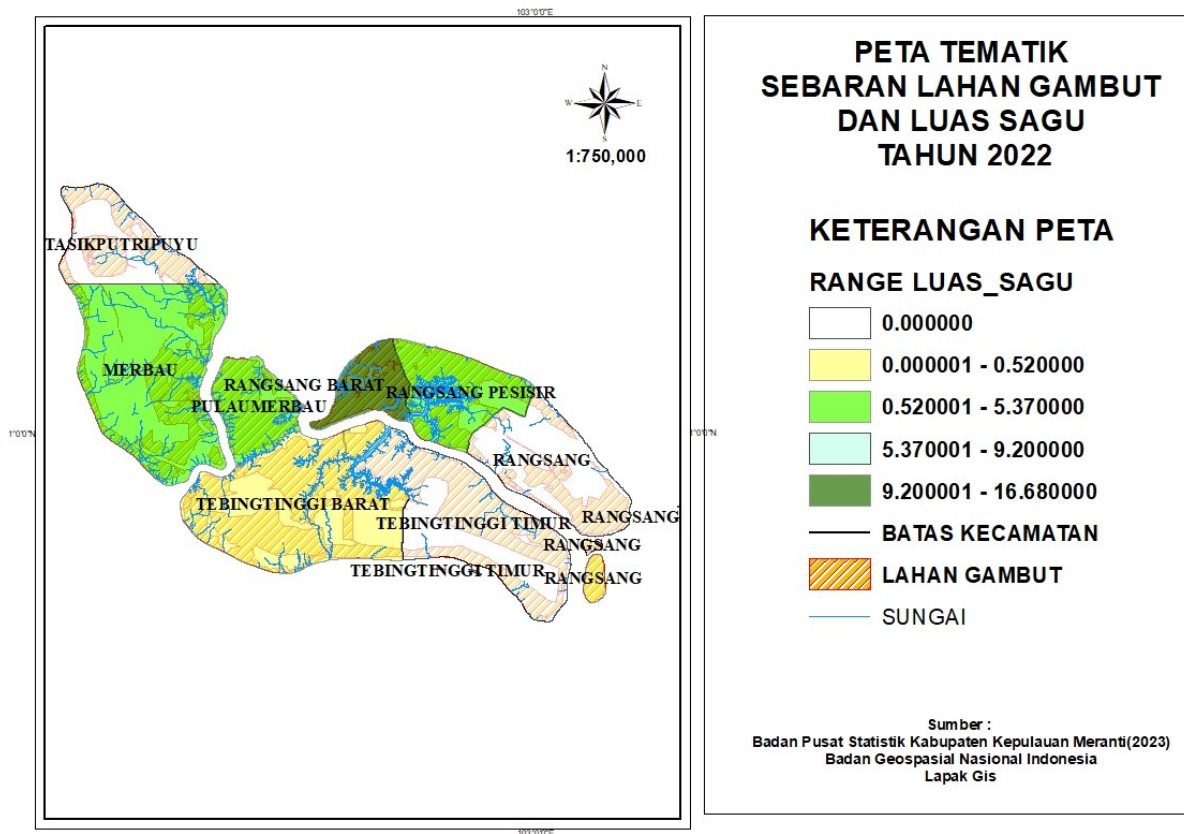 103°0'0"E
N
W
E
S
1:750,000
TASIKPUTRIPUYU
MERBAU
RANGSANG BARAT
RANGSANG PESISIR
PULAUMERBAU
1°0'0"N
1°0'0"N
RANGSANG
TEBINGTINGGI BARAT
RANGSANG
TEBINGTINGGI TIMUR
RANGSANG
TEBINGTINGGI TIMUR
RANGSANG
103°0'0"E
PETA TEMATIK
SEBARAN LAHAN GAMBUT
DAN LUAS SAGU
TAHUN 2022
KETERANGAN PETA
RANGE LUAS_SAGU
0.000000
0.000001 - 0.520000
0.520001 - 5.370000
5.370001 - 9.200000
9.200001 - 16.680000
BATAS KECAMATAN
LAHAN GAMBUT
SUNGAI
Sumber :
Badan Pusat Statistik Kabupaten Kepulauan Meranti(2023)
Badan Geospasial Nasional Indonesia
Lapak Gis